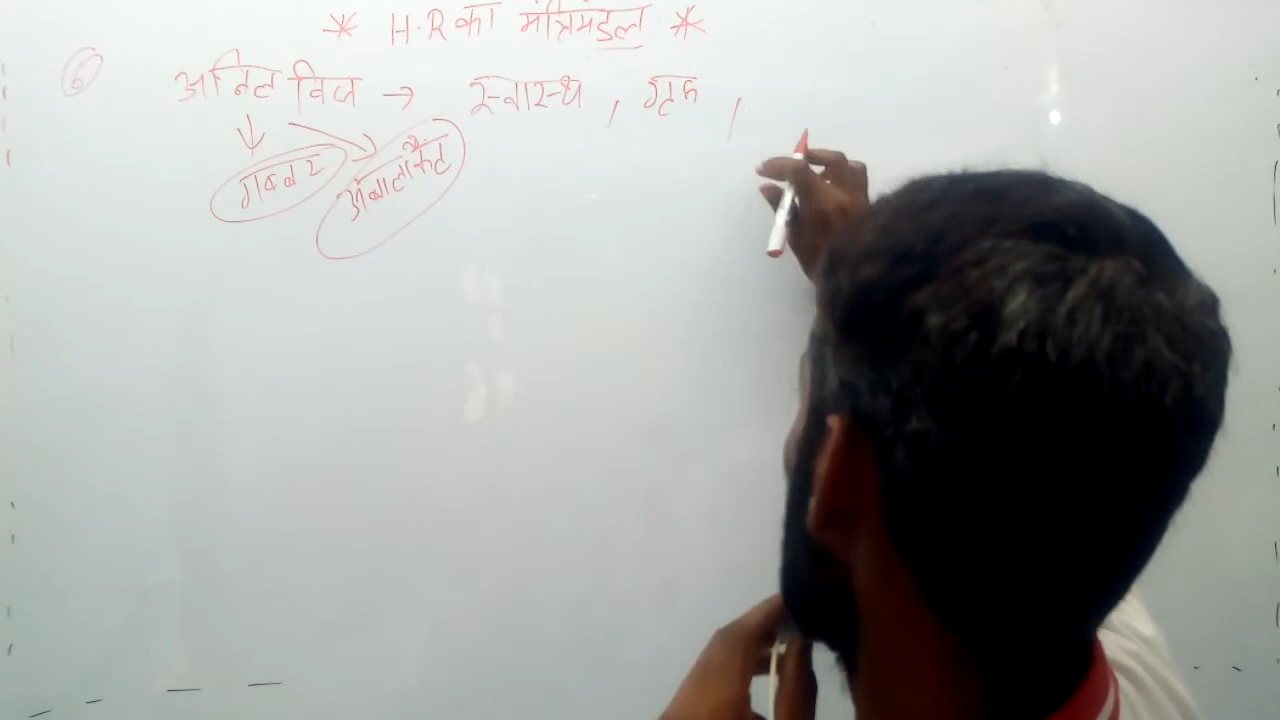 * H.R का मंत्रिमंडल *
6 अनिल विज → स्वास्थ , गृह ,
गब्बर अंबाला कैंट